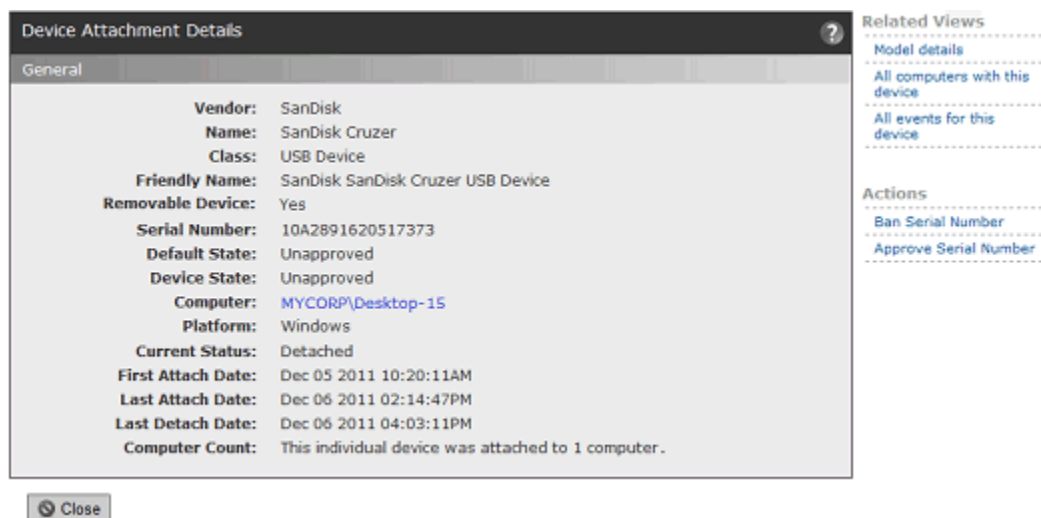 Device Attachment Details
?
General
Vendor: SanDisk
Name: SanDisk Cruzer
Class: USB Device
Friendly Name: SanDisk SanDisk Cruzer USB Device
Removable Device: Yes
Serial Number: 10A2891620517373
Default State: Unapproved
Device State: Unapproved
Computer: MYCORP\Desktop-15
Platform: Windows
Current Status: Detached
First Attach Date: Dec 05 2011 10:20:11AM
Last Attach Date: Dec 06 2011 02:14:47PM
Last Detach Date: Dec 06 2011 04:03:11PM
Computer Count: This individual device was attached to 1 computer.
Close
Related Views
Model details
All computers with this
device
All events for this
device
Actions
Ban Serial Number
Approve Serial Number